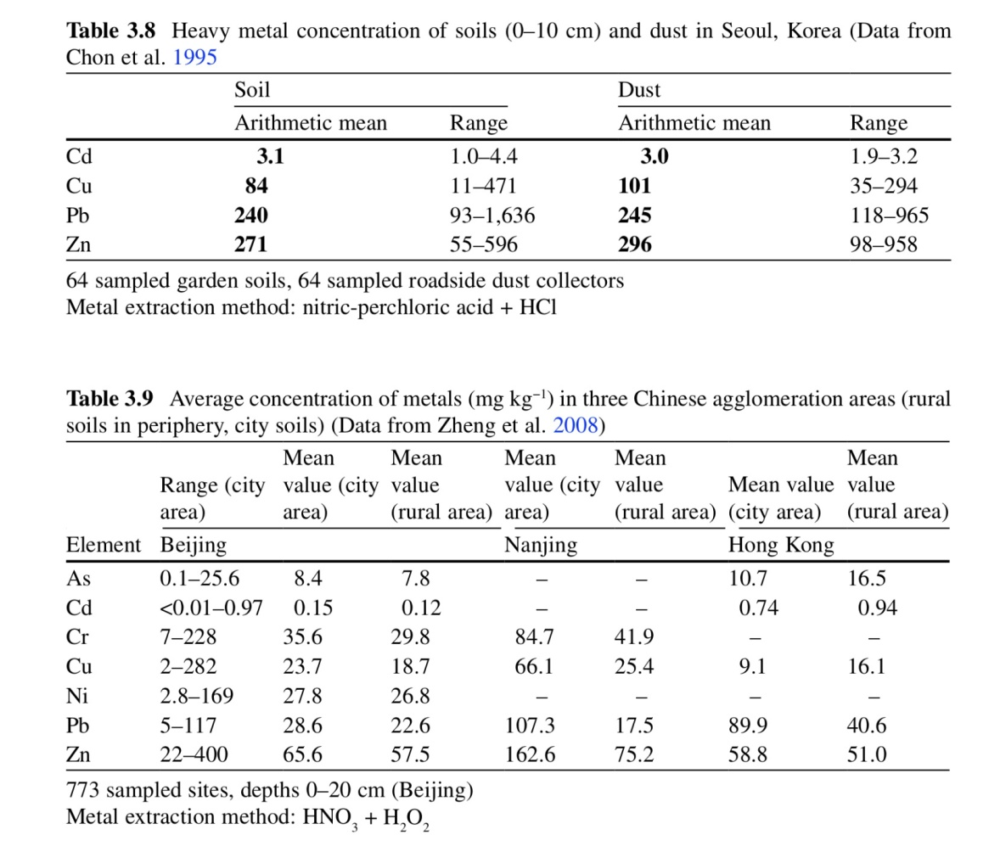 Table 3.8 Heavy metal concentration of soils (0–10 cm) and dust in Seoul, Korea (Data from
Chon et al. 1995
Soil Dust
Arithmetic mean Range Arithmetic mean Range
Cd 3.1 1.0–4.4 3.0 1.9–3.2
Cu 84 11–471 101 35–294
Pb 240 93–1,636 245 118–965
Zn 271 55–596 296 98–958
64 sampled garden soils, 64 sampled roadside dust collectors
Metal extraction method: nitric-perchloric acid + HCl
Table 3.9 Average concentration of metals (mg kg⁻¹) in three Chinese agglomeration areas (rural
soils in periphery, city soils) (Data from Zheng et al. 2008)
Mean Mean Mean Mean Mean
Range (city value (city value value (city value Mean value value
area) area) (rural area) area) (rural area) (city area) (rural area)
Element Beijing Nanjing Hong Kong
As 0.1–25.6 8.4 7.8 – – 10.7 16.5
Cd <0.01–0.97 0.15 0.12 – – 0.74 0.94
Cr 7–228 35.6 29.8 84.7 41.9 – –
Cu 2–282 23.7 18.7 66.1 25.4 9.1 16.1
Ni 2.8–169 27.8 26.8 – – – –
Pb 5–117 28.6 22.6 107.3 17.5 89.9 40.6
Zn 22–400 65.6 57.5 162.6 75.2 58.8 51.0
773 sampled sites, depths 0–20 cm (Beijing)
Metal extraction method: HNO₃ + H₂O₂